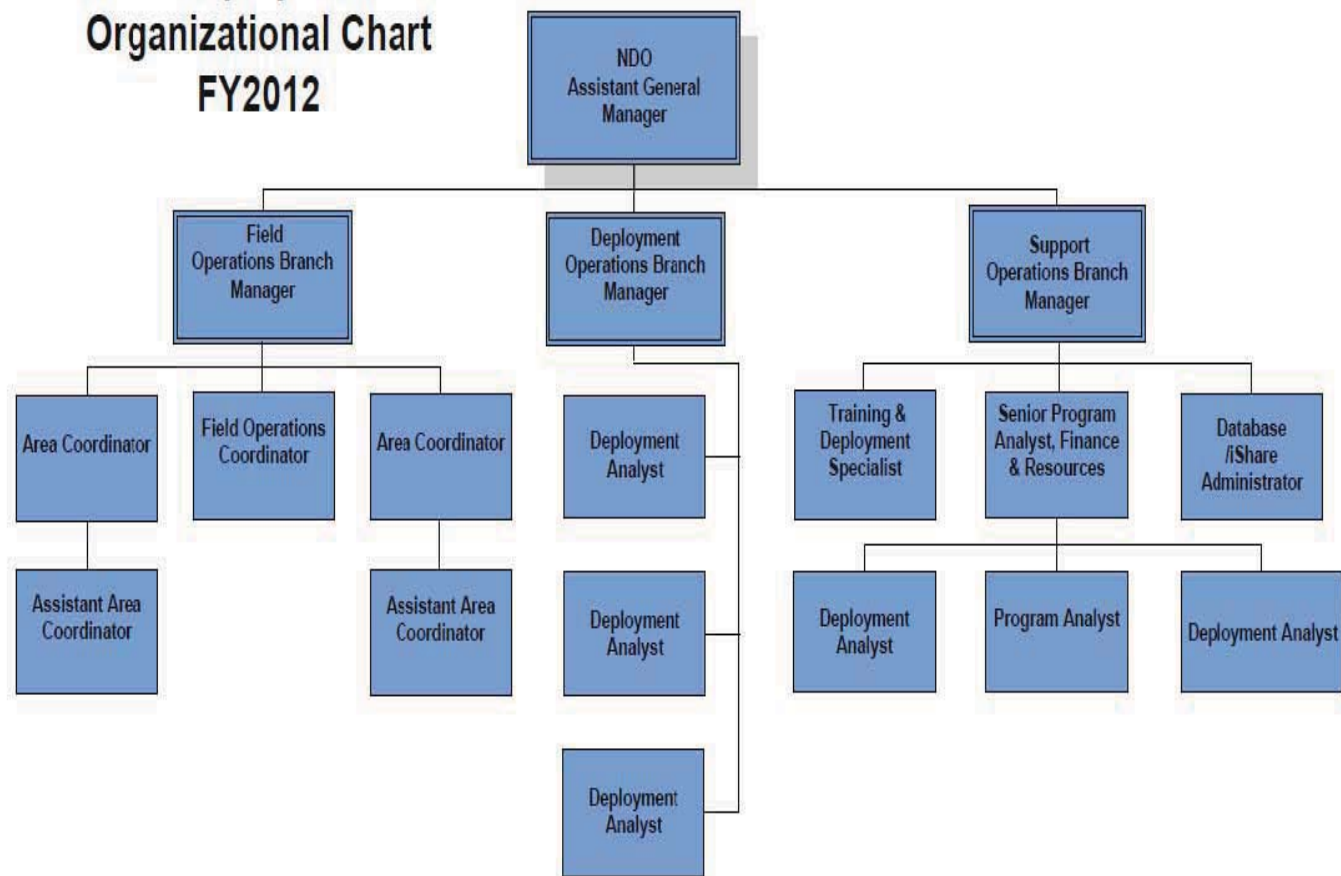 Organizational Chart
FY2012
NDO
Assistant General
Manager
Field
Operations Branch
Manager
Deployment
Operations Branch
Manager
Support
Operations Branch
Manager
Area Coordinator
Field Operations
Coordinator
Area Coordinator
Deployment
Analyst
Training &
Deployment
Specialist
Senior Program
Analyst, Finance
& Resources
Database
/iShare
Administrator
Assistant Area
Coordinator
Assistant Area
Coordinator
Deployment
Analyst
Deployment
Analyst
Program Analyst
Deployment Analyst
Deployment
Analyst